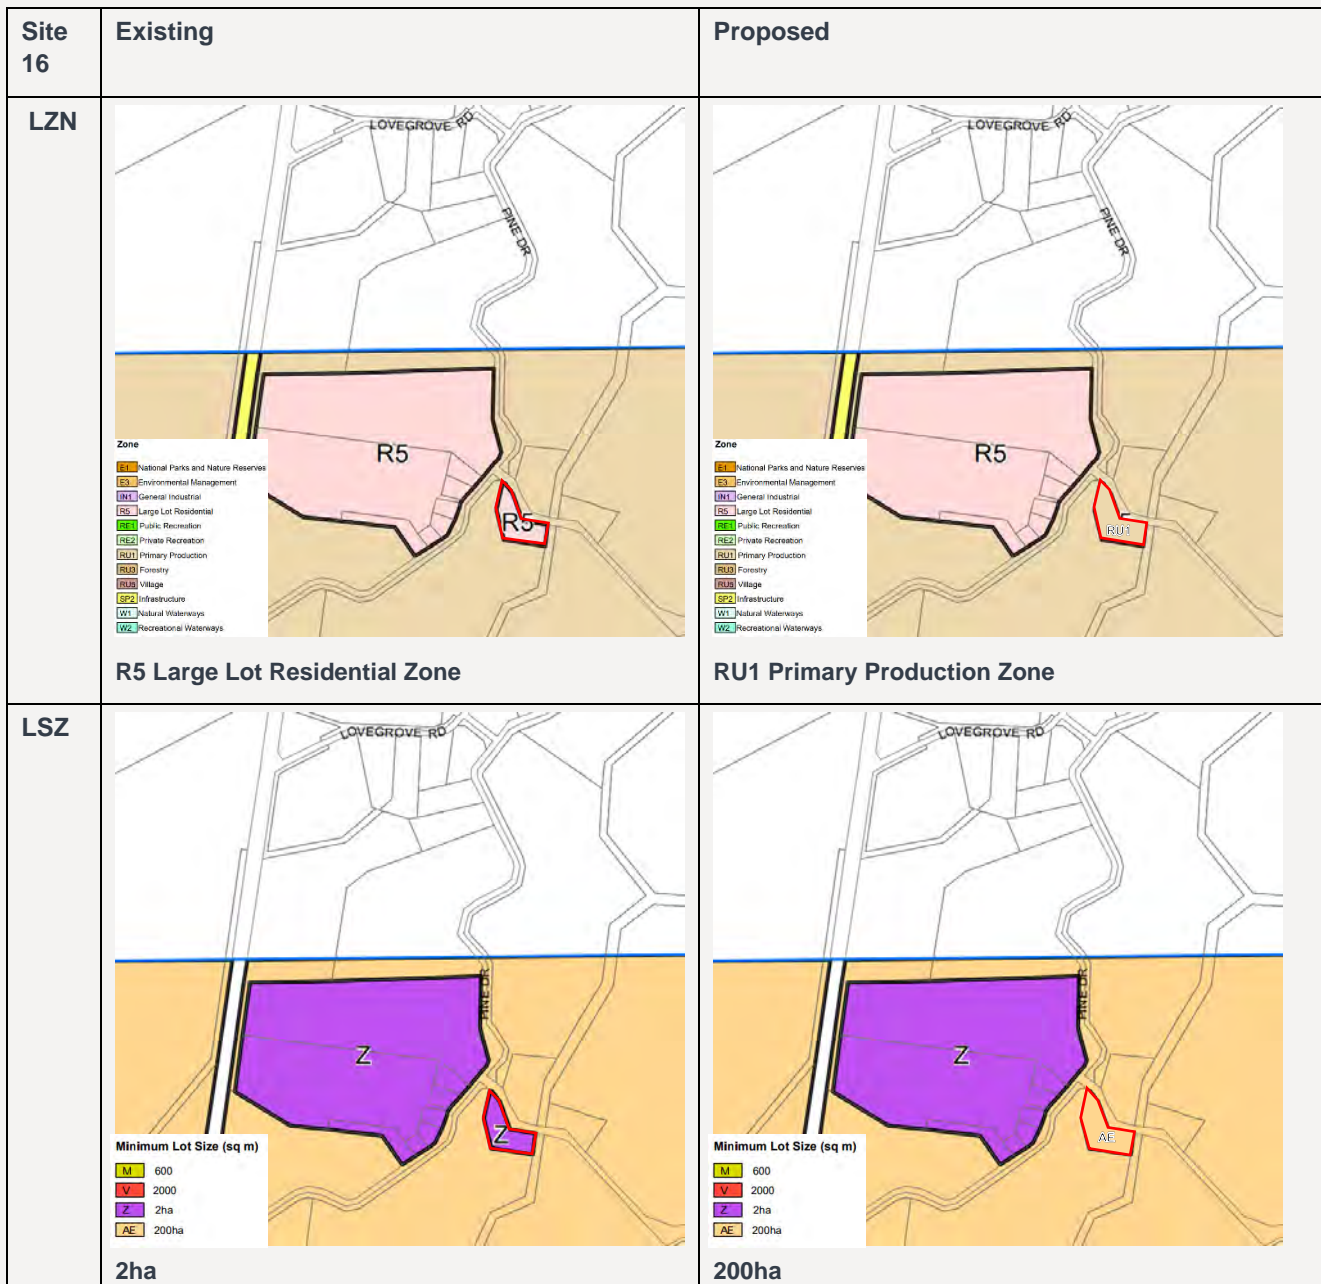 Site
16
Existing
Proposed
LZN
LOVEGROVE RD
PINE DR
R5
R5
Zone
E1 National Parks and Nature Reserves
E3 Environmental Management
IN1 General Industrial
R5 Large Lot Residential
RE1 Public Recreation
RE2 Private Recreation
RU1 Primary Production
RU3 Forestry
RU5 Village
SP2 Infrastructure
W1 Natural Waterways
W2 Recreational Waterways
R5 Large Lot Residential Zone
LOVEGROVE RD
PINE DR
R5
RU1
Zone
E1 National Parks and Nature Reserves
E3 Environmental Management
IN1 General Industrial
R5 Large Lot Residential
RE1 Public Recreation
RE2 Private Recreation
RU1 Primary Production
RU3 Forestry
RU5 Village
SP2 Infrastructure
W1 Natural Waterways
W2 Recreational Waterways
RU1 Primary Production Zone
LSZ
LOVEGROVE RD
PINE DR
Z
Z
Minimum Lot Size (sq m)
M 600
V 2000
Z 2ha
AE 200ha
2ha
LOVEGROVE RD
PINE DR
Z
AE
Minimum Lot Size (sq m)
M 600
V 2000
Z 2ha
AE 200ha
200ha